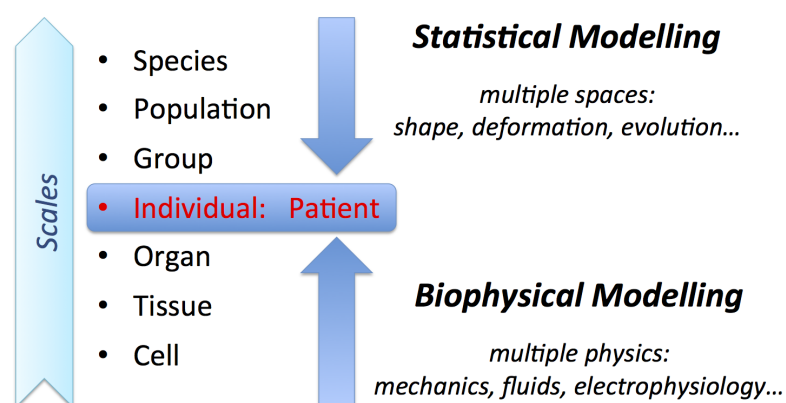 Scales
• Species
• Population
• Group
• Individual: Patient
• Organ
• Tissue
• Cell
Statistical Modelling
multiple spaces:
shape, deformation, evolution...
Biophysical Modelling
multiple physics:
mechanics, fluids, electrophysiology...